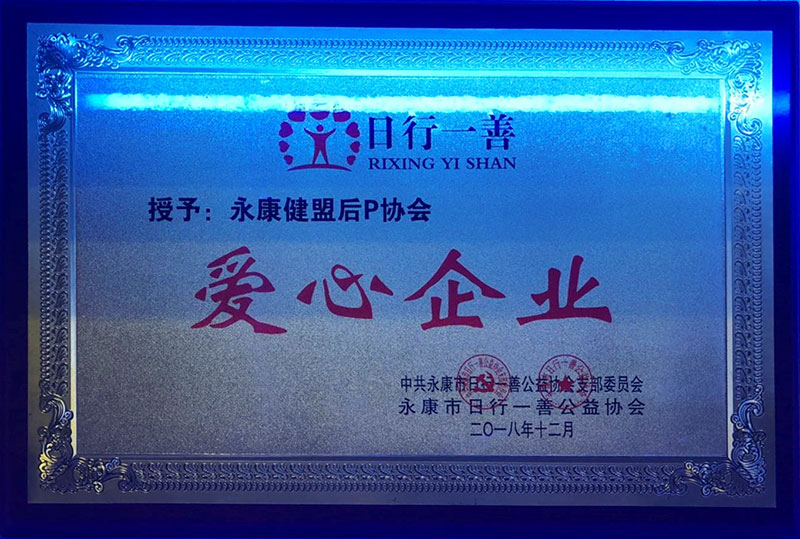 日行一善
RIXING YI SHAN
授予：永康健盟后P协会
爱心企业
中共永康市日行一善公益协会支部委员会
永康市日行一善公益协会
二〇一八年十二月